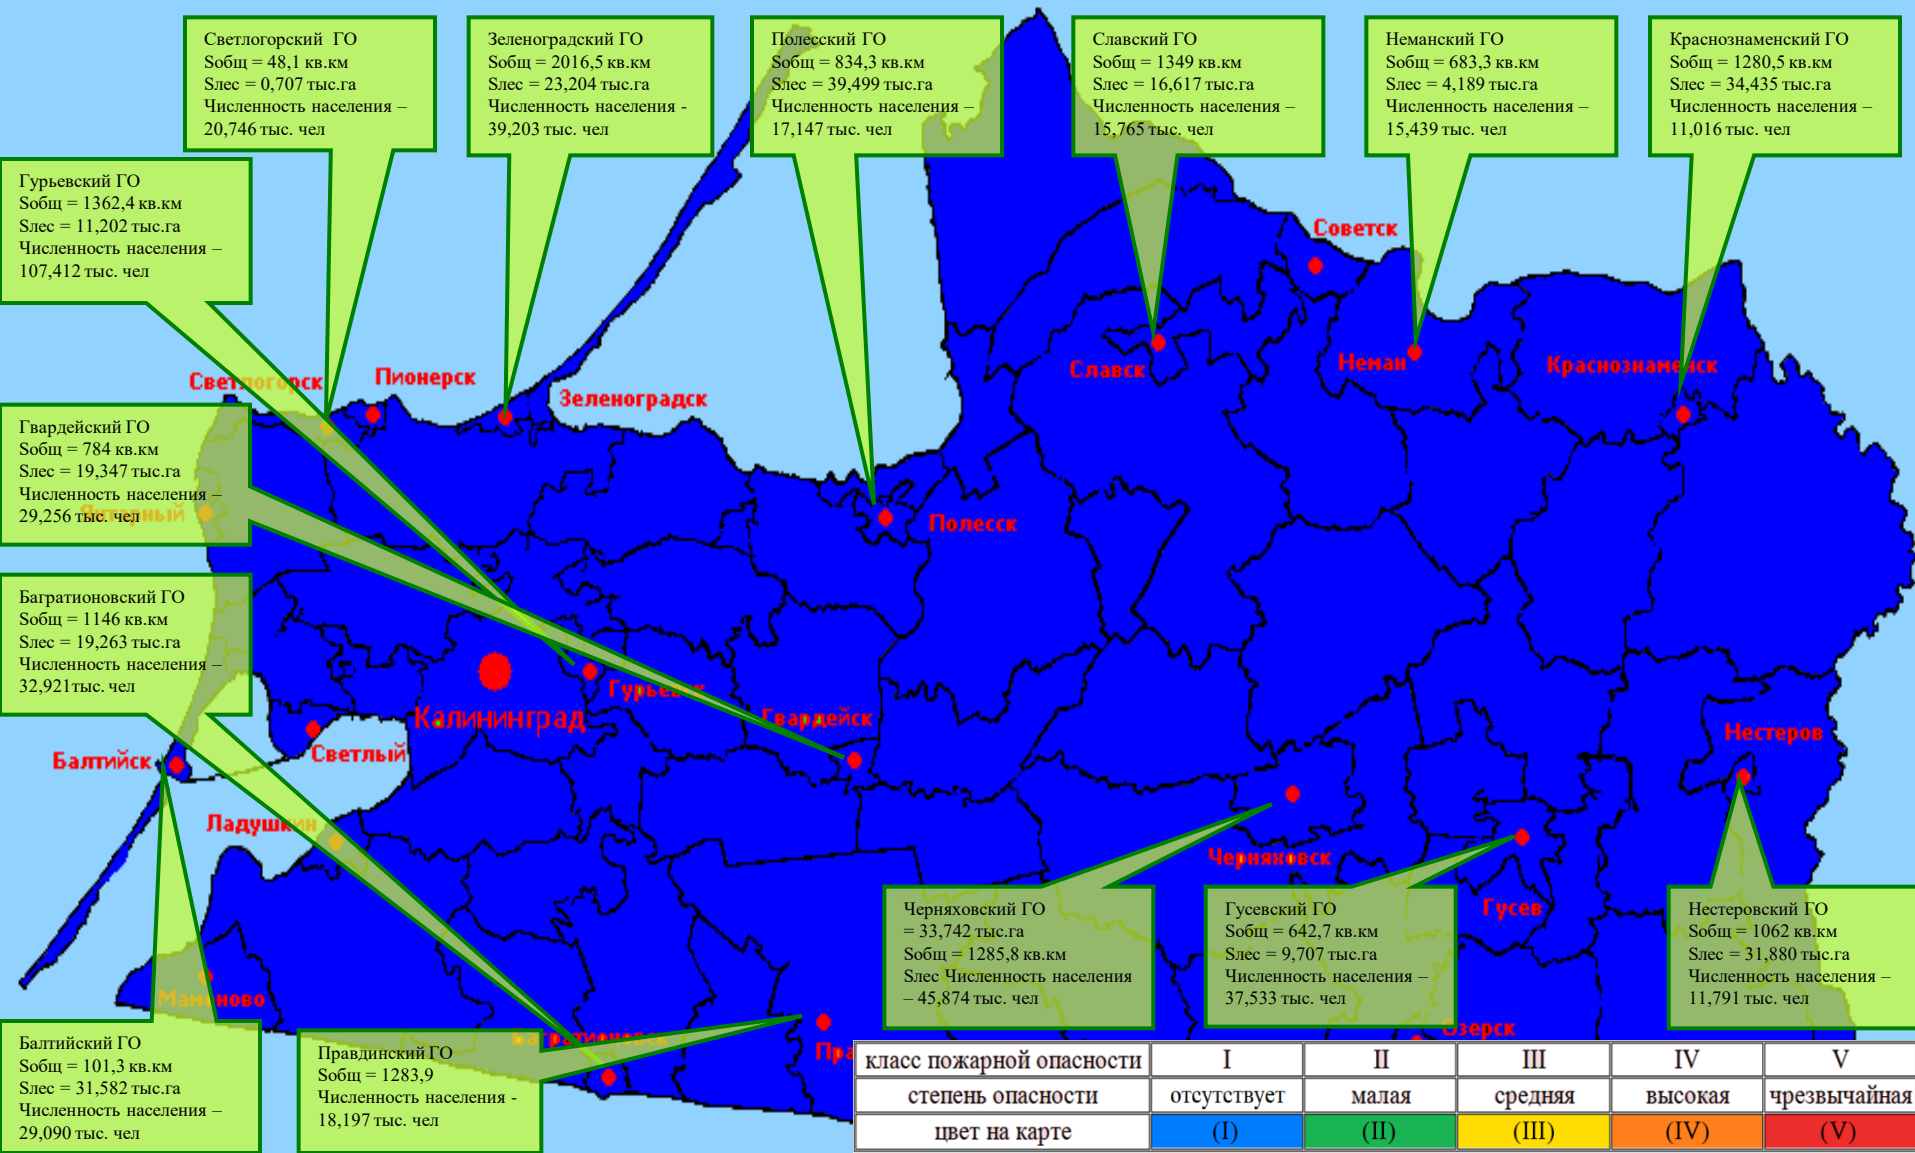 Светлогорский ГО
Sобщ = 48,1 кв.км
Sлес = 0,707 тыс.га
Численность населения –
20,746 тыс. чел
Зеленоградский ГО
Sобщ = 2016,5 кв.км
Sлес = 23,204 тыс.га
Численность населения -
39,203 тыс. чел
Полесский ГО
Sобщ = 834,3 кв.км
Sлес = 39,499 тыс.га
Численность населения –
17,147 тыс. чел
Славский ГО
Sобщ = 1349 кв.км
Sлес = 16,617 тыс.га
Численность населения –
15,765 тыс. чел
Неманский ГО
Sобщ = 683,3 кв.км
Sлес = 4,189 тыс.га
Численность населения –
15,439 тыс. чел
Краснознаменский ГО
Sобщ = 1280,5 кв.км
Sлес = 34,435 тыс.га
Численность населения –
11,016 тыс. чел
Гурьевский ГО
Sобщ = 1362,4 кв.км
Sлес = 11,202 тыс.га
Численность населения –
107,412 тыс. чел
Советск
Славск
Неман
Краснознаменск
Светлогорск
Пионерск
Зеленоградск
Гвардейский ГО
Sобщ = 784 кв.км
Sлес = 19,347 тыс.га
Численность населения –
29,256 тыс. чел
Янтарный
Полесск
Багратионовский ГО
Sобщ = 1146 кв.км
Sлес = 19,263 тыс.га
Численность населения –
32,921тыс. чел
Гурьевск
Калининград
Гвардейск
Нестеров
Светлый
Балтийск
Ладушкин
Черняховск
Гусев
Черняховский ГО
= 33,742 тыс.га
Sобщ = 1285,8 кв.км
Sлес Численность населения
– 45,874 тыс. чел
Гусевский ГО
Sобщ = 642,7 кв.км
Sлес = 9,707 тыс.га
Численность населения –
37,533 тыс. чел
Нестеровский ГО
Sобщ = 1062 кв.км
Sлес = 31,880 тыс.га
Численность населения –
11,791 тыс. чел
Мамоново
Озерск
Багратионовск
Пра
Балтийский ГО
Sобщ = 101,3 кв.км
Sлес = 31,582 тыс.га
Численность населения –
29,090 тыс. чел
Правдинский ГО
Sобщ = 1283,9
Численность населения -
18,197 тыс. чел
класс пожарной опасности I II III IV V
степень опасности отсутствует малая средняя высокая чрезвычайная
цвет на карте (I) (II) (III) (IV) (V)